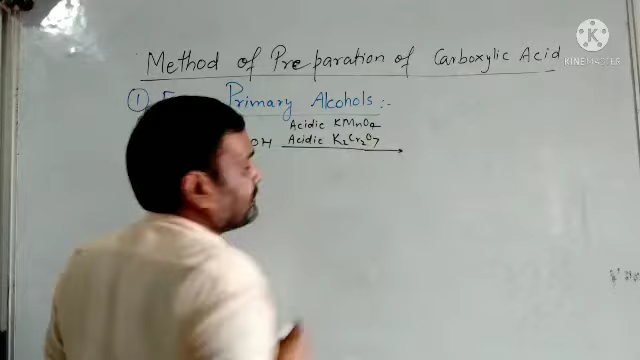 Method of Preparation of Carboxylic Acid
① Primary Alcohols:-
Acidic KMnO4
OH Acidic K2Cr2O7
K
KINEMASTER